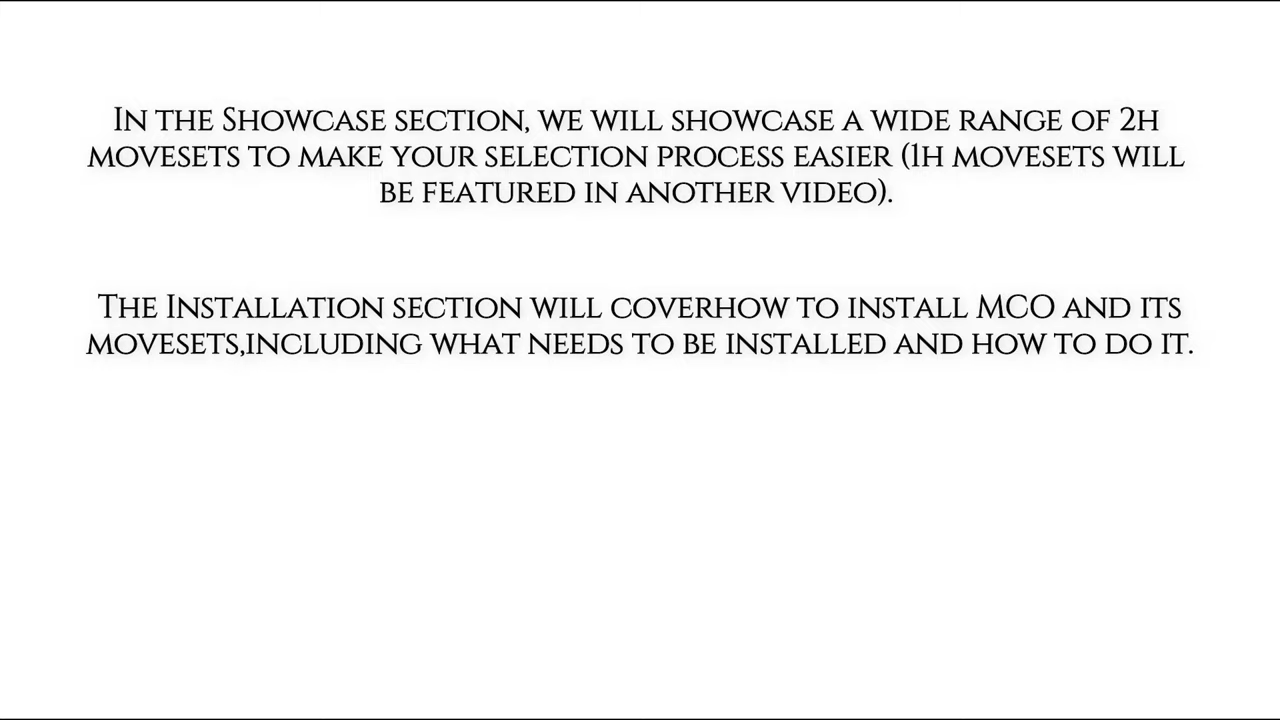 In the Showcase section, we will showcase a wide range of 2H
movesets to make your selection process easier (1H movesets will
be featured in another video).
The Installation section will coverhow to install MCO and its
movesets,including what needs to be installed and how to do it.